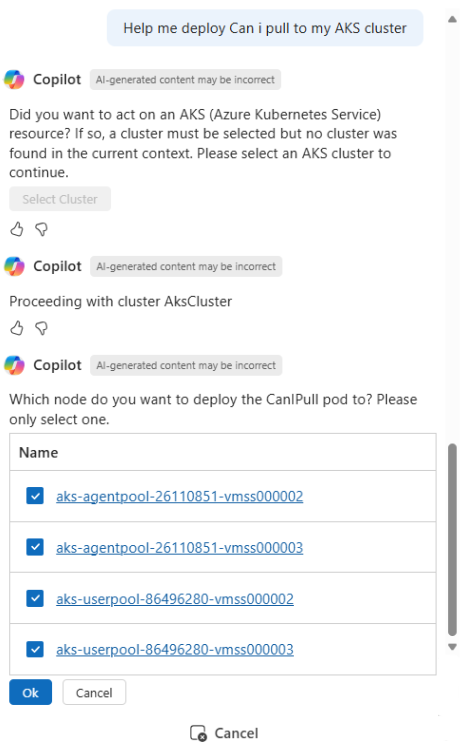 Help me deploy Can i pull to my AKS cluster
Copilot AI-generated content may be incorrect
Did you want to act on an AKS (Azure Kubernetes Service)
resource? If so, a cluster must be selected but no cluster was
found in the current context. Please select an AKS cluster to
continue.
Select Cluster
Copilot AI-generated content may be incorrect
Proceeding with cluster AksCluster
Copilot AI-generated content may be incorrect
Which node do you want to deploy the CanIPull pod to? Please
only select one.
Name
aks-agentpool-26110851-vmss000002
aks-agentpool-26110851-vmss000003
aks-userpool-86496280-vmss000002
aks-userpool-86496280-vmss000003
Ok Cancel
Cancel